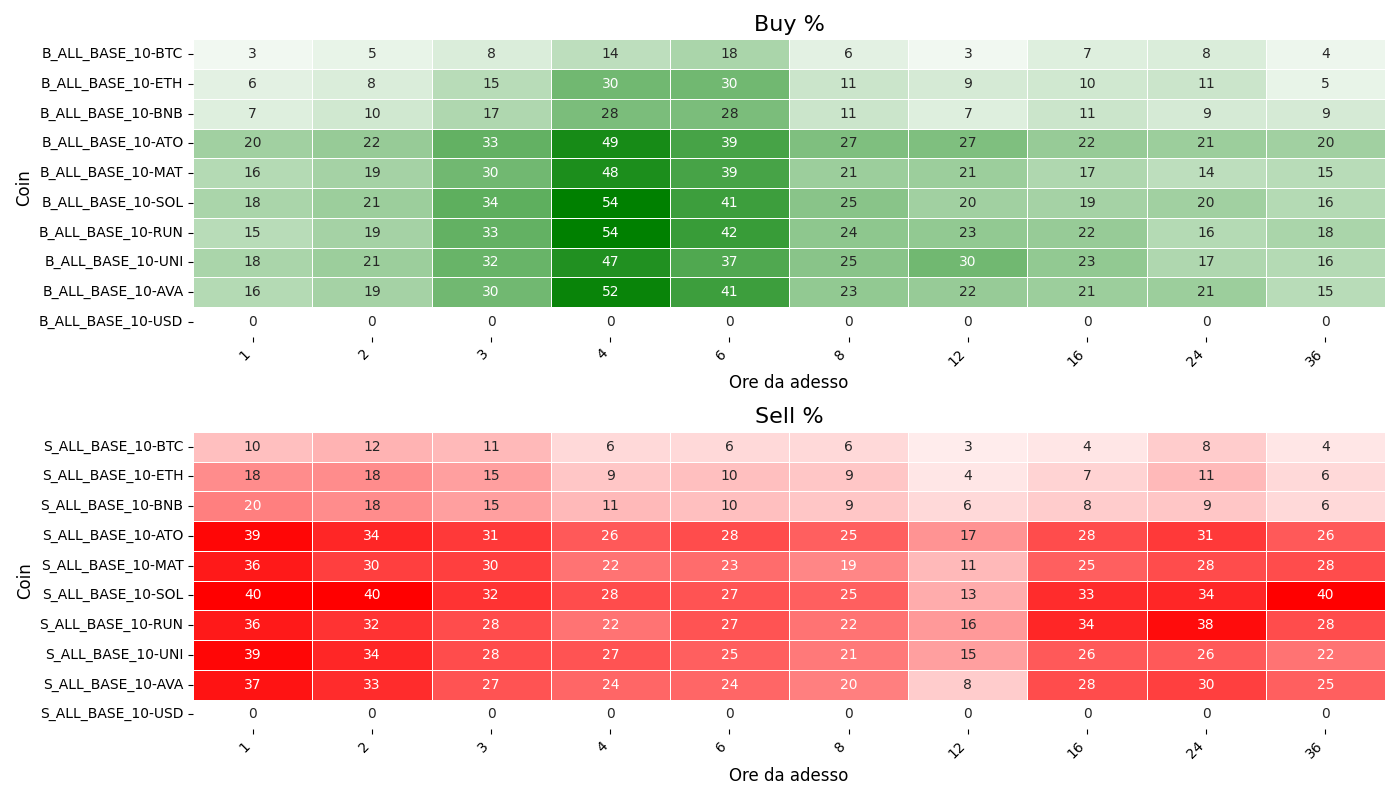 Buy %
Coin
B_ALL_BASE_10-BTC 3 5 8 14 18 6 3 7 8 4
B_ALL_BASE_10-ETH 6 8 15 30 30 11 9 10 11 5
B_ALL_BASE_10-BNB 7 10 17 28 28 11 7 11 9 9
B_ALL_BASE_10-ATO 20 22 33 49 39 27 27 22 21 20
B_ALL_BASE_10-MAT 16 19 30 48 39 21 21 17 14 15
B_ALL_BASE_10-SOL 18 21 34 54 41 25 20 19 20 16
B_ALL_BASE_10-RUN 15 19 33 54 42 24 23 22 16 18
B_ALL_BASE_10-UNI 18 21 32 47 37 25 30 23 17 16
B_ALL_BASE_10-AVA 16 19 30 52 41 23 22 21 21 15
B_ALL_BASE_10-USD 0 0 0 0 0 0 0 0 0 0
1 2 3 4 6 8 12 16 24 36
Ore da adesso
Sell %
Coin
S_ALL_BASE_10-BTC 10 12 11 6 6 6 3 4 8 4
S_ALL_BASE_10-ETH 18 18 15 9 10 9 4 7 11 6
S_ALL_BASE_10-BNB 20 18 15 11 10 9 6 8 9 6
S_ALL_BASE_10-ATO 39 34 31 26 28 25 17 28 31 26
S_ALL_BASE_10-MAT 36 30 30 22 23 19 11 25 28 28
S_ALL_BASE_10-SOL 40 40 32 28 27 25 13 33 34 40
S_ALL_BASE_10-RUN 36 32 28 22 27 22 16 34 38 28
S_ALL_BASE_10-UNI 39 34 28 27 25 21 15 26 26 22
S_ALL_BASE_10-AVA 37 33 27 24 24 20 8 28 30 25
S_ALL_BASE_10-USD 0 0 0 0 0 0 0 0 0 0
1 2 3 4 6 8 12 16 24 36
Ore da adesso